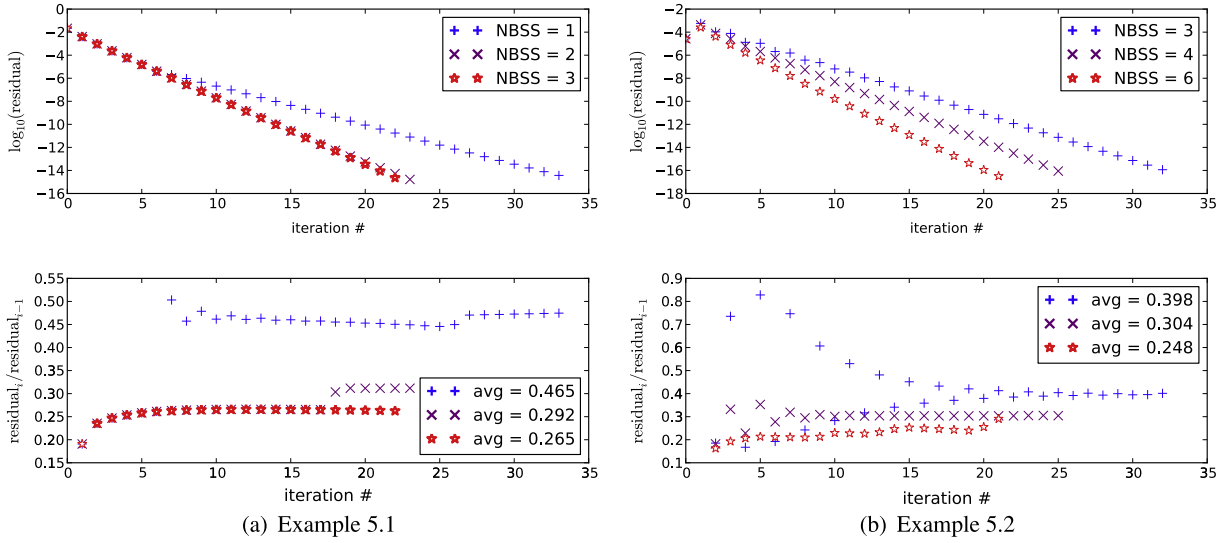 0
−2
−4
−6
−8
−10
−12
−14
−16
log₁₀(residual)
NBSS = 1
NBSS = 2
NBSS = 3
0 5 10 15 20 25 30 35
iteration #
−2
−4
−6
−8
−10
−12
−14
−16
−18
log₁₀(residual)
NBSS = 3
NBSS = 4
NBSS = 6
0 5 10 15 20 25 30 35
iteration #
0.55
0.50
0.45
0.40
0.35
0.30
0.25
0.20
0.15
residualᵢ/residualᵢ₋₁
avg = 0.465
avg = 0.292
avg = 0.265
0 5 10 15 20 25 30 35
iteration #
(a) Example 5.1
0.9
0.8
0.7
0.6
0.5
0.4
0.3
0.2
0.1
residualᵢ/residualᵢ₋₁
avg = 0.398
avg = 0.304
avg = 0.248
0 5 10 15 20 25 30 35
iteration #
(b) Example 5.2